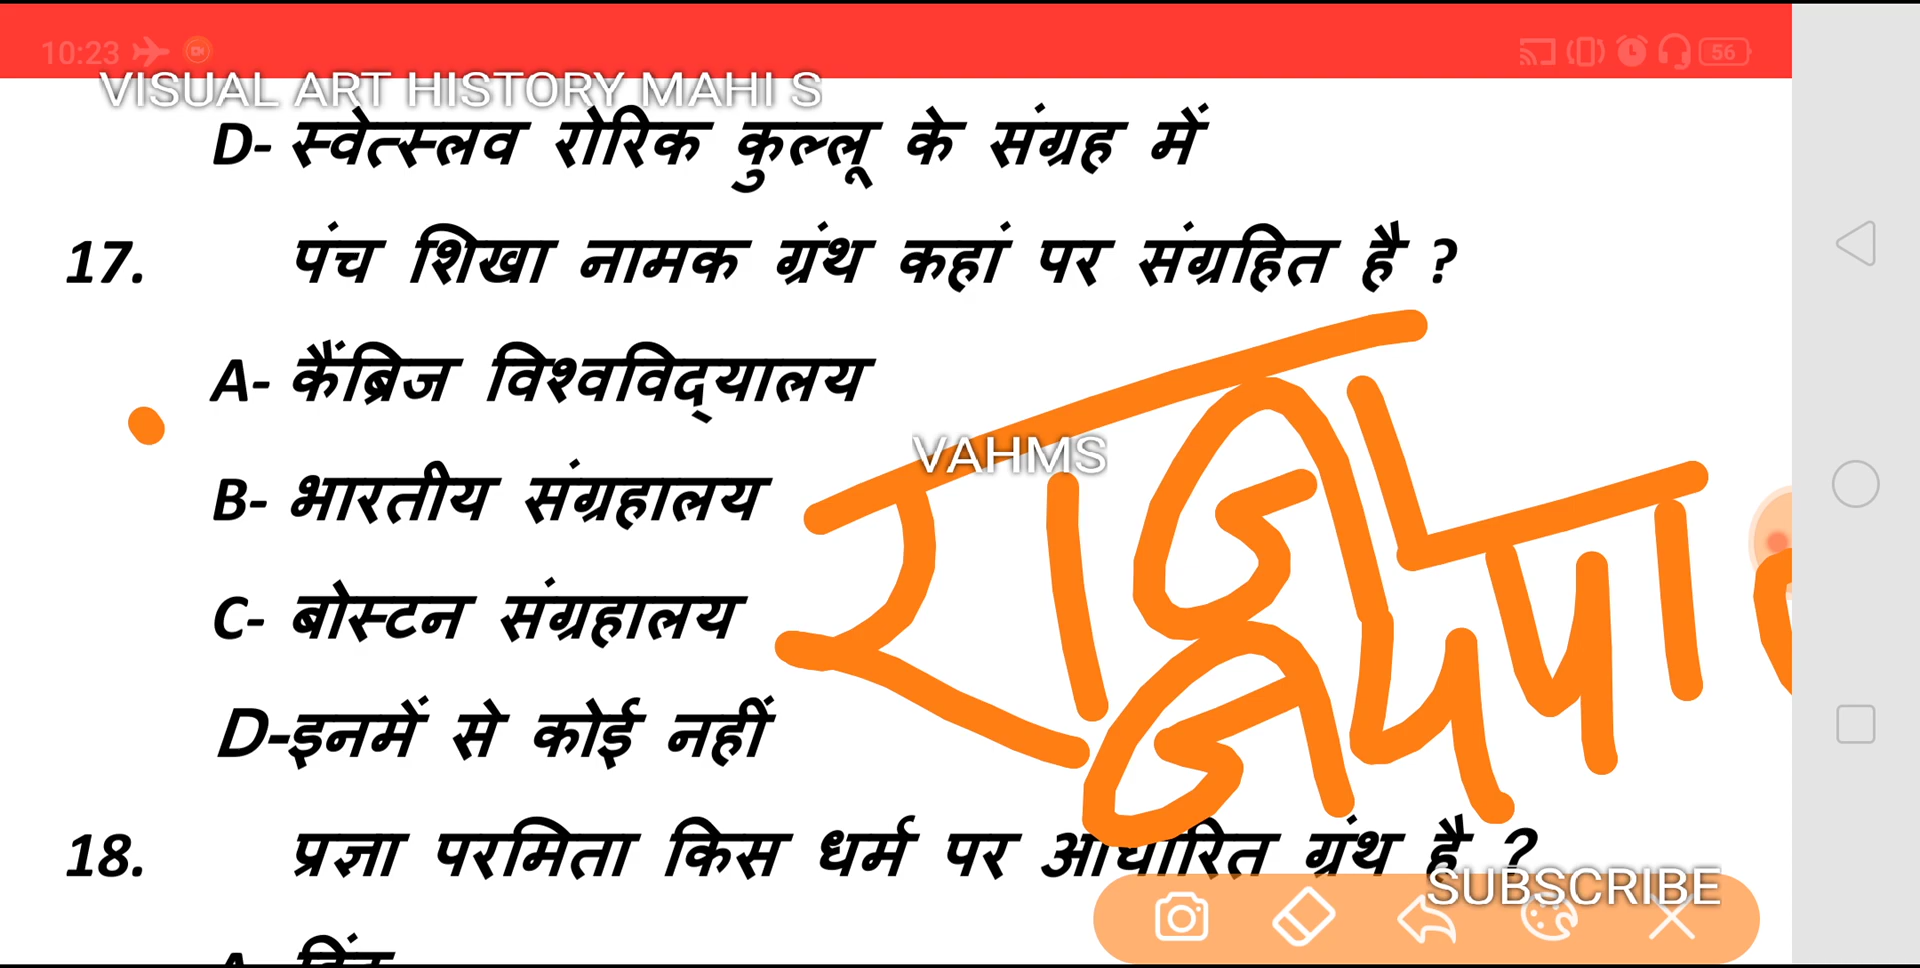 10:23
56
VISUAL ART HISTORY MAHI S
D- स्वेत्स्लव रोरिक कुल्लू के संग्रह में
17. पंच शिखा नामक ग्रंथ कहां पर संग्रहित है ?
A- कैंब्रिज विश्वविद्यालय
VAHMS
B- भारतीय संग्रहालय
C- बोस्टन संग्रहालय
D-इनमें से कोई नहीं
18. प्रज्ञा परमिता किस धर्म पर आधारित ग्रंथ है ?
SUBSCRIBE